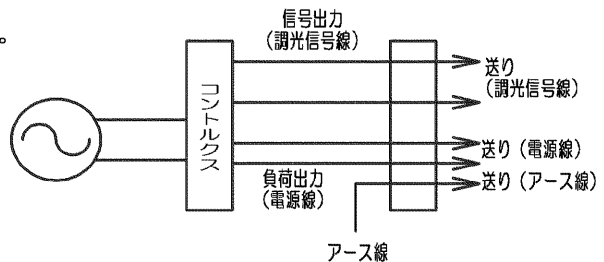 。
信号出力
(調光信号線)
送り
(調光信号線)
コントルクス
送り(電源線)
負荷出力
(電源線)
送り(アース線)
アース線